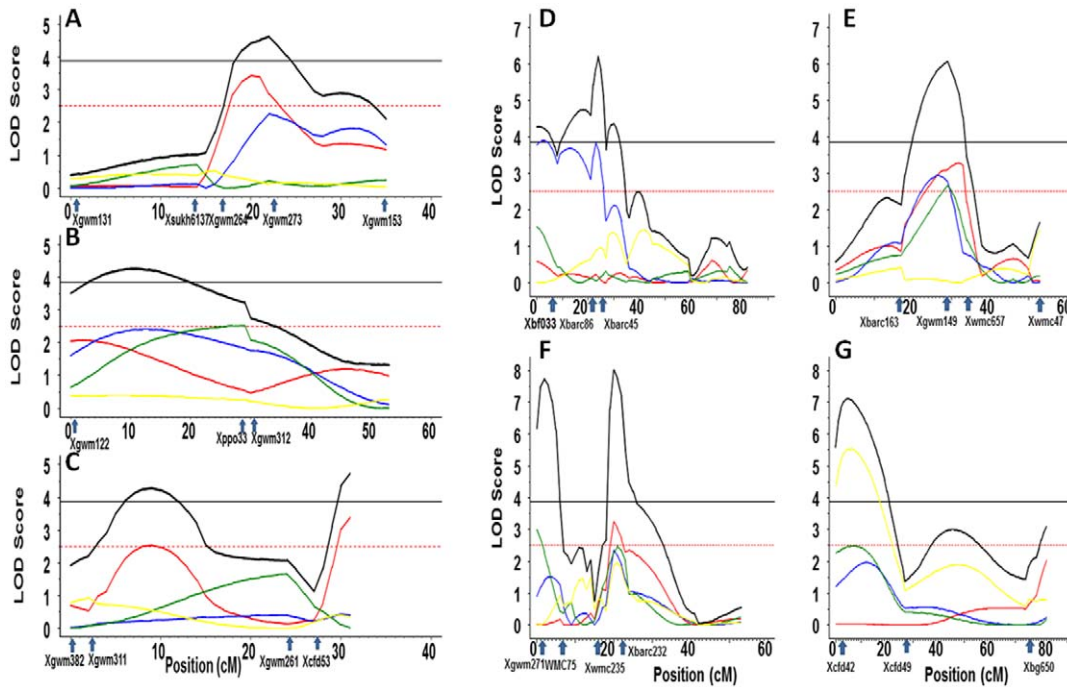 A
LOD Score
5
4
3
2
1
0
0 10 20 30 40
Xgwm131 Xsukh6137 Xgwm264 Xgwm273 Xgwm153
B
LOD Score
5
4
3
2
1
0
0 10 20 30 40 50 60
Xgwm122 Xppo33 Xgwm312
C
LOD Score
5
4
3
2
1
0
0 10 20 30 40
Xgwm382 Xgwm311 Position (cM) Xgwm261 Xcfd53
D
LOD Score
7
6
5
4
3
2
1
0
0 20 40 60 80
Xbf033 Xbarc86 Xbarc45
E
7
6
5
4
3
2
1
0
0 20 40 60
Xbarc163 Xgwm149 Xwmc657 Xwmc47
F
LOD Score
8
7
6
5
4
3
2
1
0
0 10 20 30 40 50
Xgwm271 WMC75 Xwmc235 Xbarc232
Position (cM)
G
8
7
6
5
4
3
2
1
0
0 20 40 60 80
Xcfd42 Xcfd49 Xbg650
Position (cM)